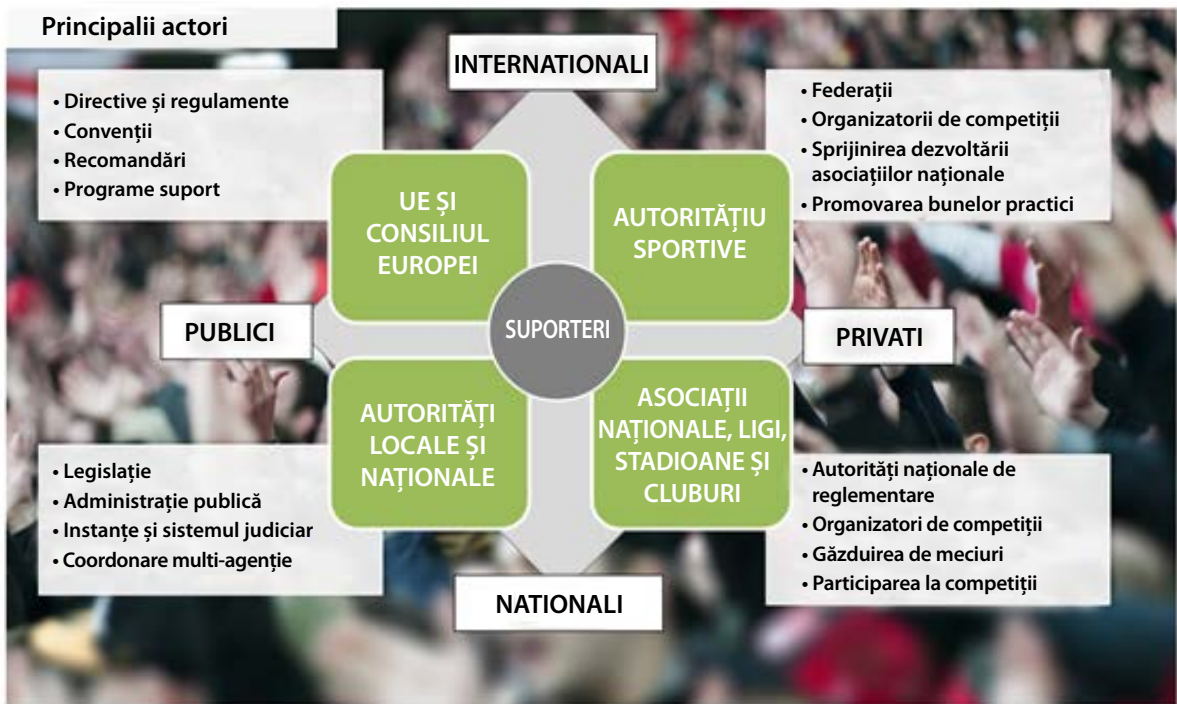 Principalii actori
INTERNATIONALI
• Directive și regulamente
• Convenții
• Recomandări
• Programe suport
• Federații
• Organizatorii de competiții
• Sprijinirea dezvoltării
asociațiilor naționale
• Promovarea bunelor practici
UE ȘI
CONSILIUL
EUROPEI
AUTORITĂȚIU
SPORTIVE
PUBLICI
SUPORTERI
PRIVATI
AUTORITĂȚI
LOCALE ȘI
NAȚIONALE
ASOCIAȚII
NAȚIONALE, LIGI,
STADIOANE ȘI
CLUBURI
• Legislație
• Administrație publică
• Instanțe și sistemul judiciar
• Coordonare multi-agenție
• Autorități naționale de
reglementare
• Organizatori de competiții
• Găzduirea de meciuri
• Participarea la competiții
NATIONALI